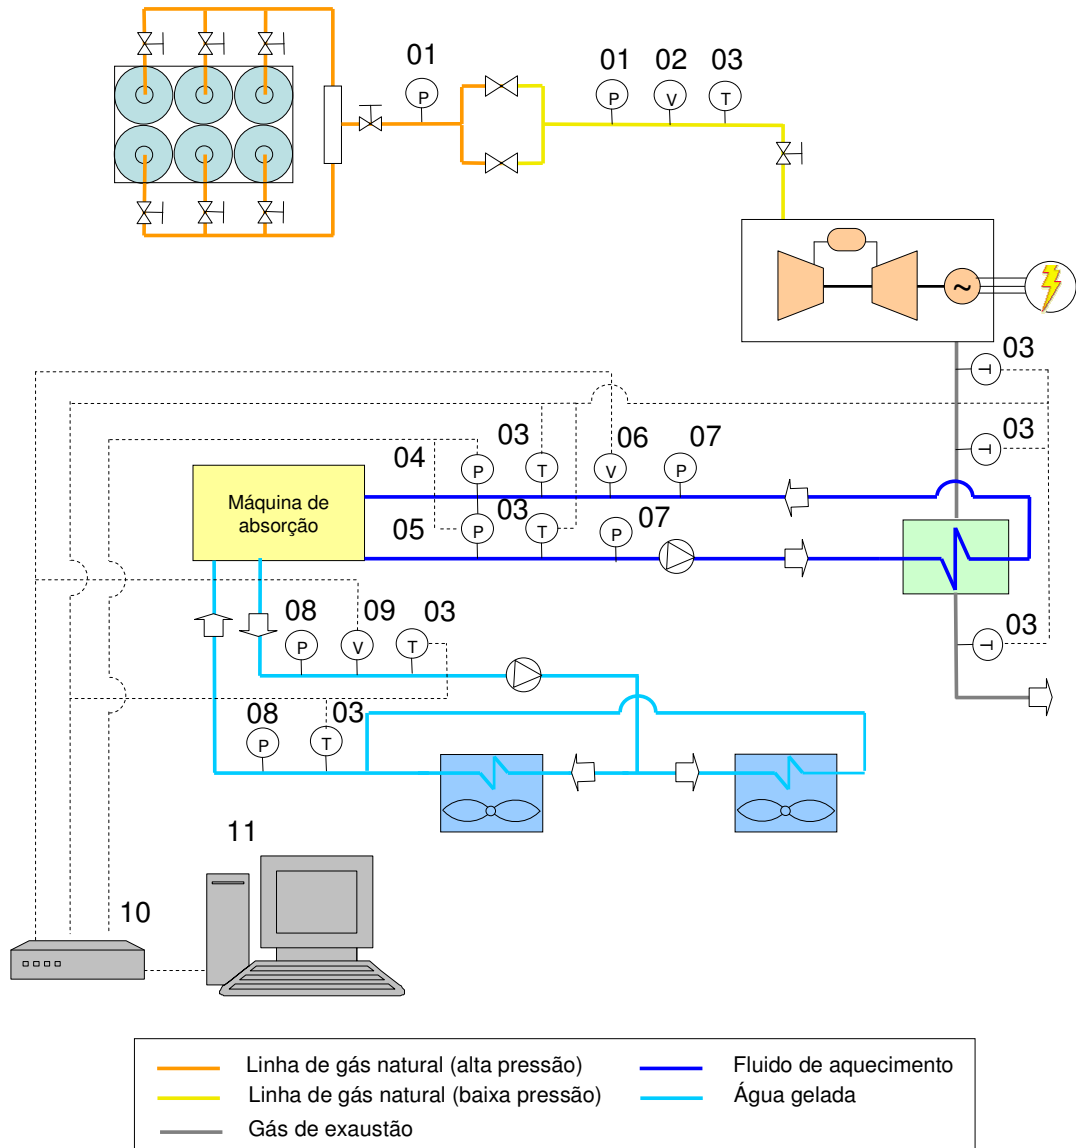 01
01 02 03
P
P
V
T
~
03
T
03
T
03
04
03
06
07
P
T
V
P
Máquina de
absorção
05
03
07
P
T
P
08
09
03
P
V
T
03
T
08
03
P
T
11
10
Linha de gás natural (alta pressão)
Fluido de aquecimento
Linha de gás natural (baixa pressão)
Água gelada
Gás de exaustão